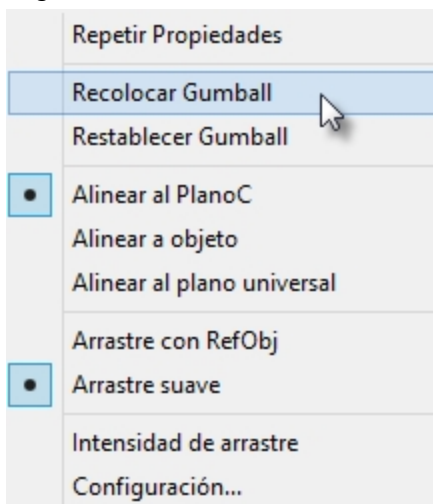 Repetir Propiedades
Recolocar Gumball
Restablecer Gumball
Alinear al PlanoC
Alinear a objeto
Alinear al plano universal
Arrastre con RefObj
Arrastre suave
Intensidad de arrastre
Configuración...